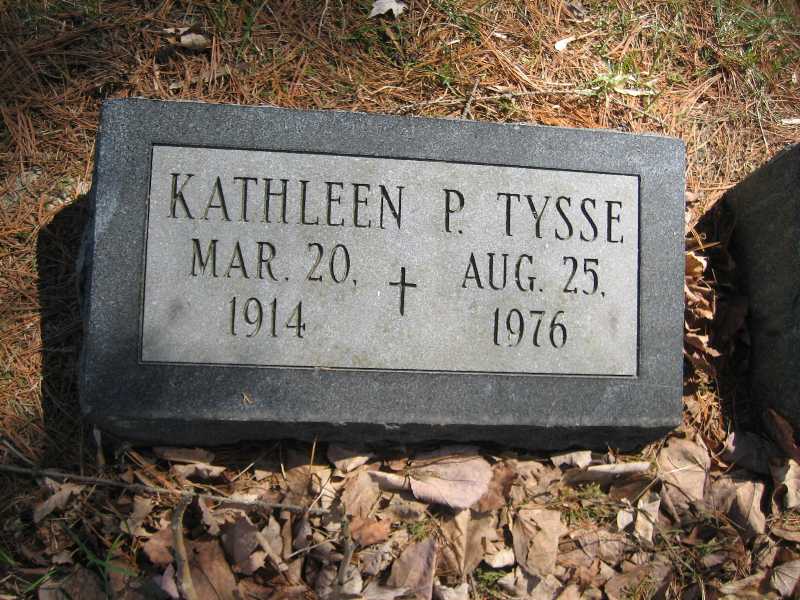 KATHLEEN P. TYSSE
MAR. 20, † AUG. 25,
1914 1976